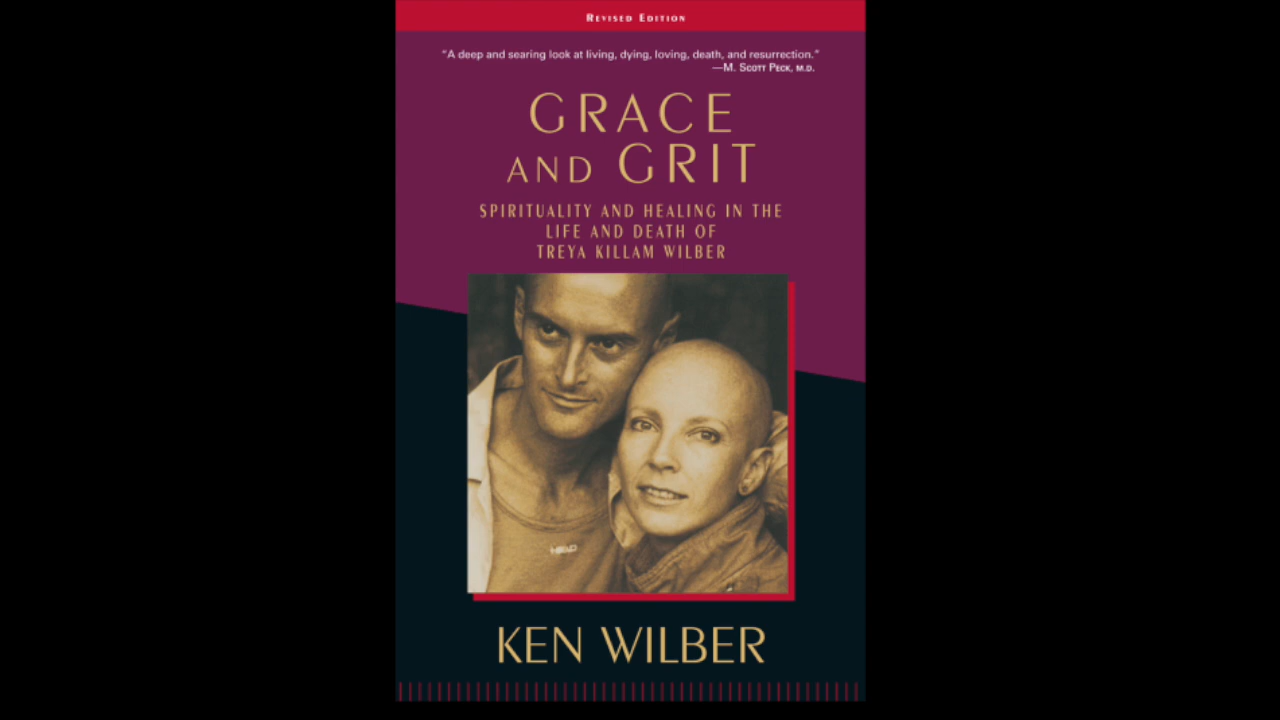 REVISED EDITION
“A deep and searing look at living, dying, loving, death, and resurrection.”
—M. SCOTT PECK, M.D.
GRACE
AND GRIT
SPIRITUALITY AND HEALING IN THE
LIFE AND DEATH OF
TREYA KILLAM WILBER
HEAD
KEN WILBER